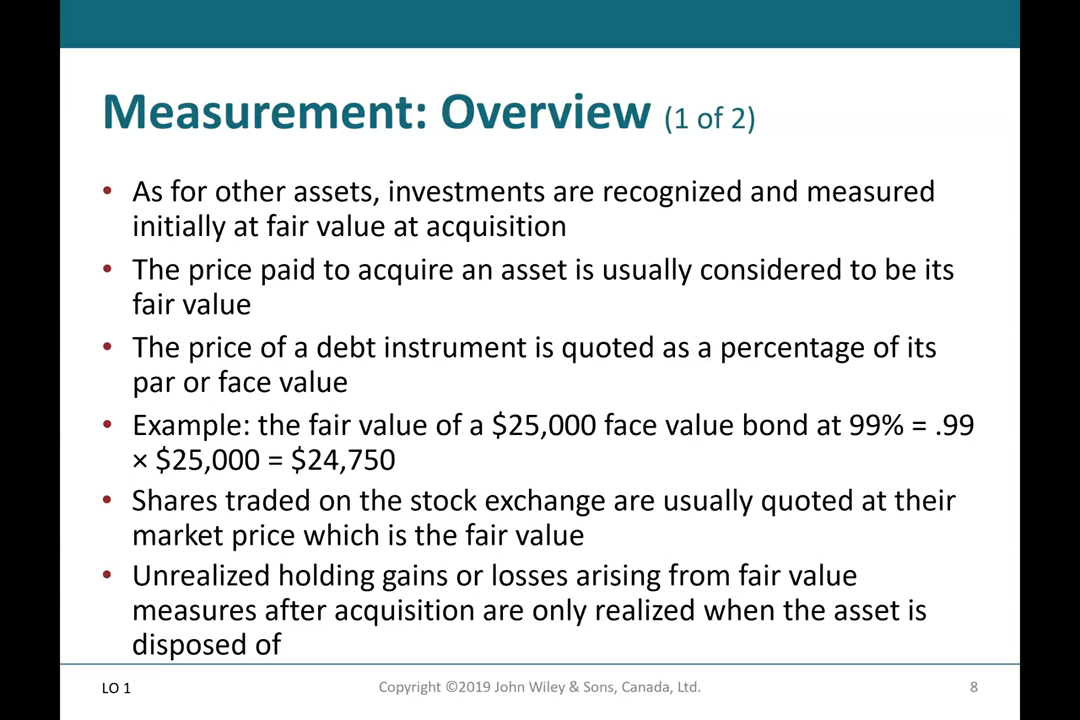 Measurement: Overview (1 of 2)
• As for other assets, investments are recognized and measured
initially at fair value at acquisition
• The price paid to acquire an asset is usually considered to be its
fair value
• The price of a debt instrument is quoted as a percentage of its
par or face value
• Example: the fair value of a $25,000 face value bond at 99% = .99
× $25,000 = $24,750
• Shares traded on the stock exchange are usually quoted at their
market price which is the fair value
• Unrealized holding gains or losses arising from fair value
measures after acquisition are only realized when the asset is
disposed of
LO 1 Copyright ©2019 John Wiley & Sons, Canada, Ltd. 8